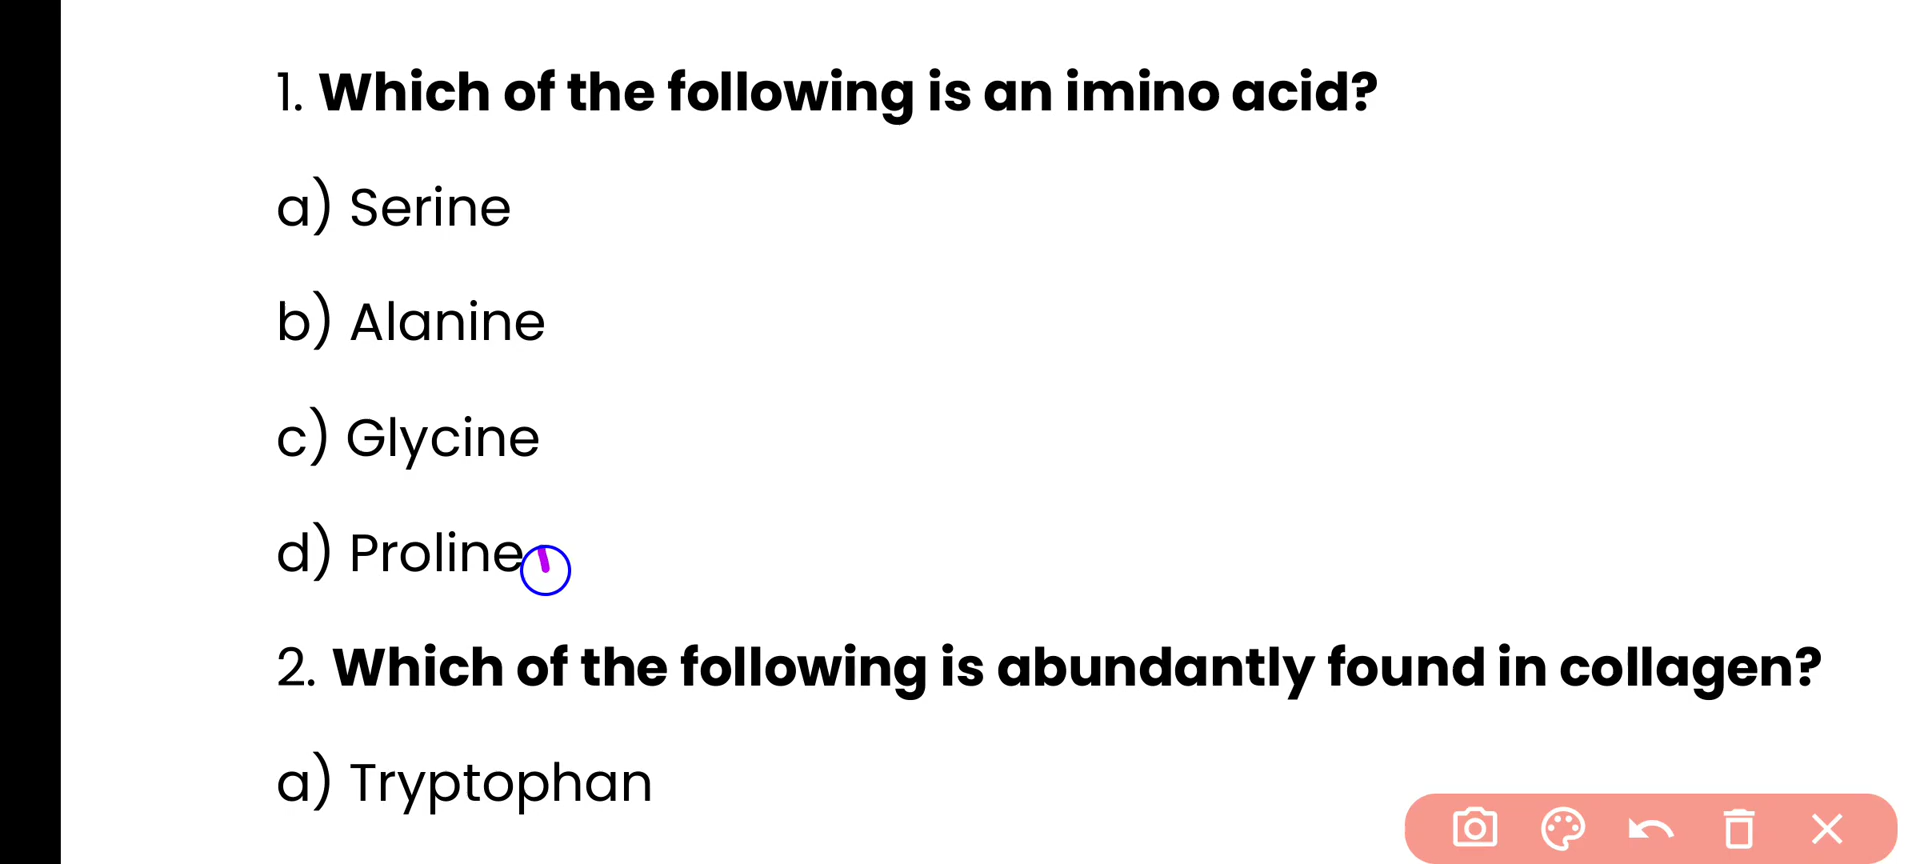 1. Which of the following is an imino acid?
a) Serine
b) Alanine
c) Glycine
d) Proline
2. Which of the following is abundantly found in collagen?
a) Tryptophan